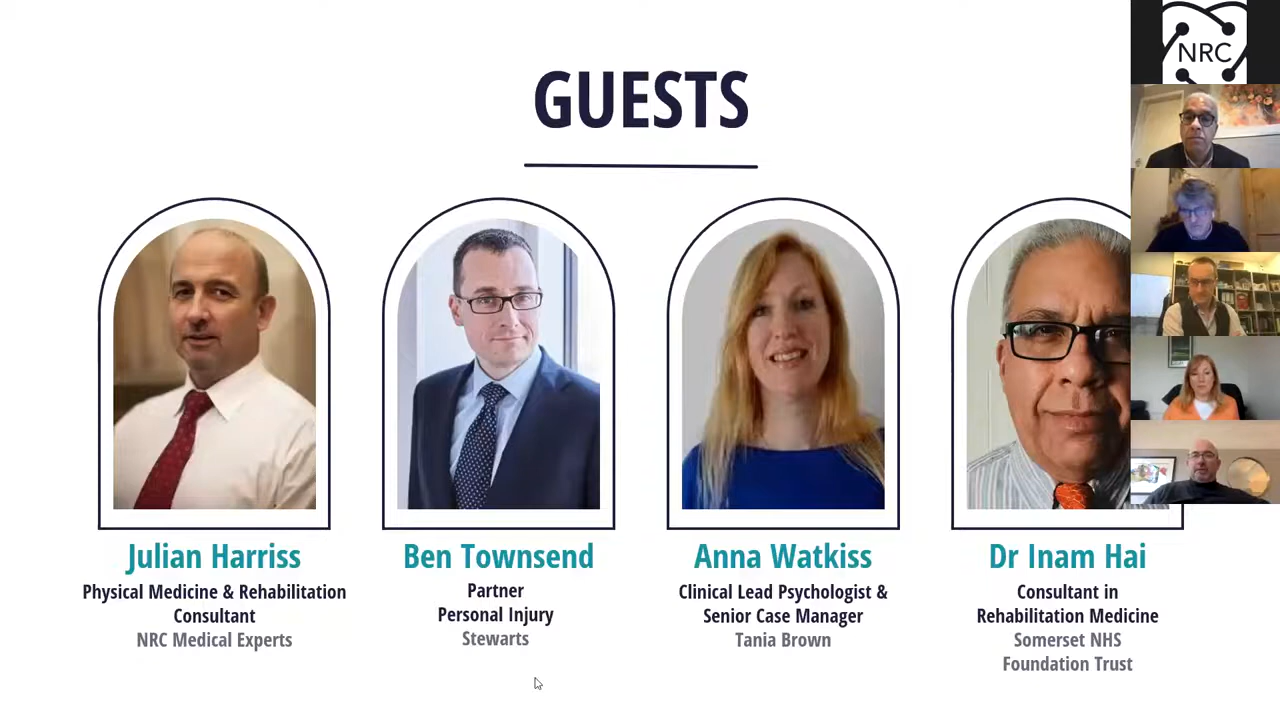 GUESTS
NRC
Julian Harriss
Physical Medicine & Rehabilitation
Consultant
NRC Medical Experts
Ben Townsend
Partner
Personal Injury
Stewarts
Anna Watkiss
Clinical Lead Psychologist &
Senior Case Manager
Tania Brown
Dr Inam Hai
Consultant in
Rehabilitation Medicine
Somerset NHS
Foundation Trust